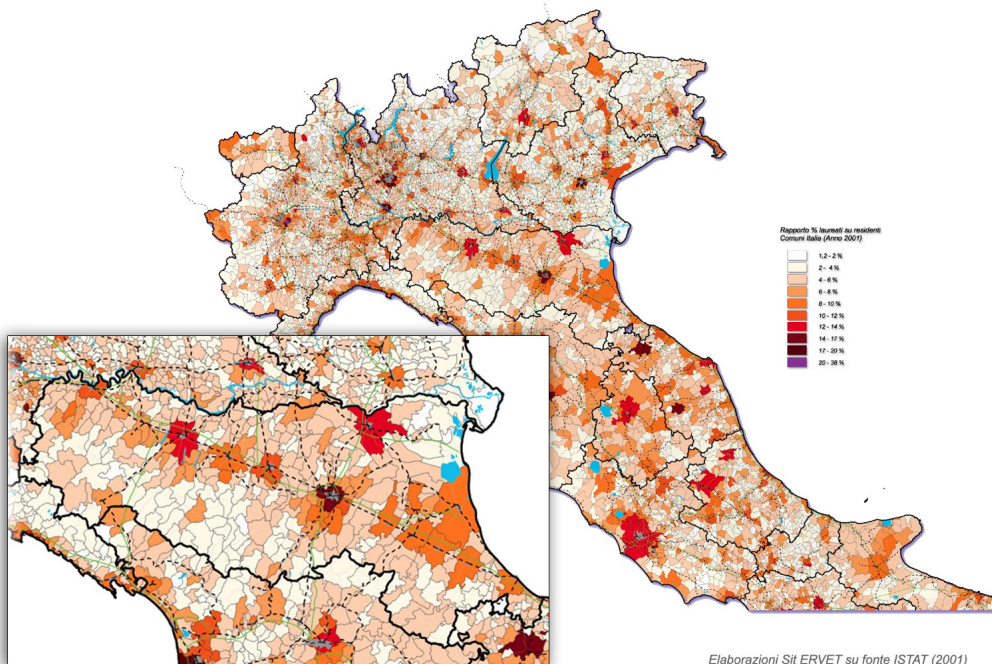 Rapporto % laureati su residenti
Comuni Italia (Anno 2001)
1,2 - 2 %
2 - 4 %
4 - 6 %
6 - 8 %
8 - 10 %
10 - 12 %
12 - 14 %
14 - 17 %
17 - 20 %
20 - 38 %
Elaborazioni Sit ERVET su fonte ISTAT (2001)